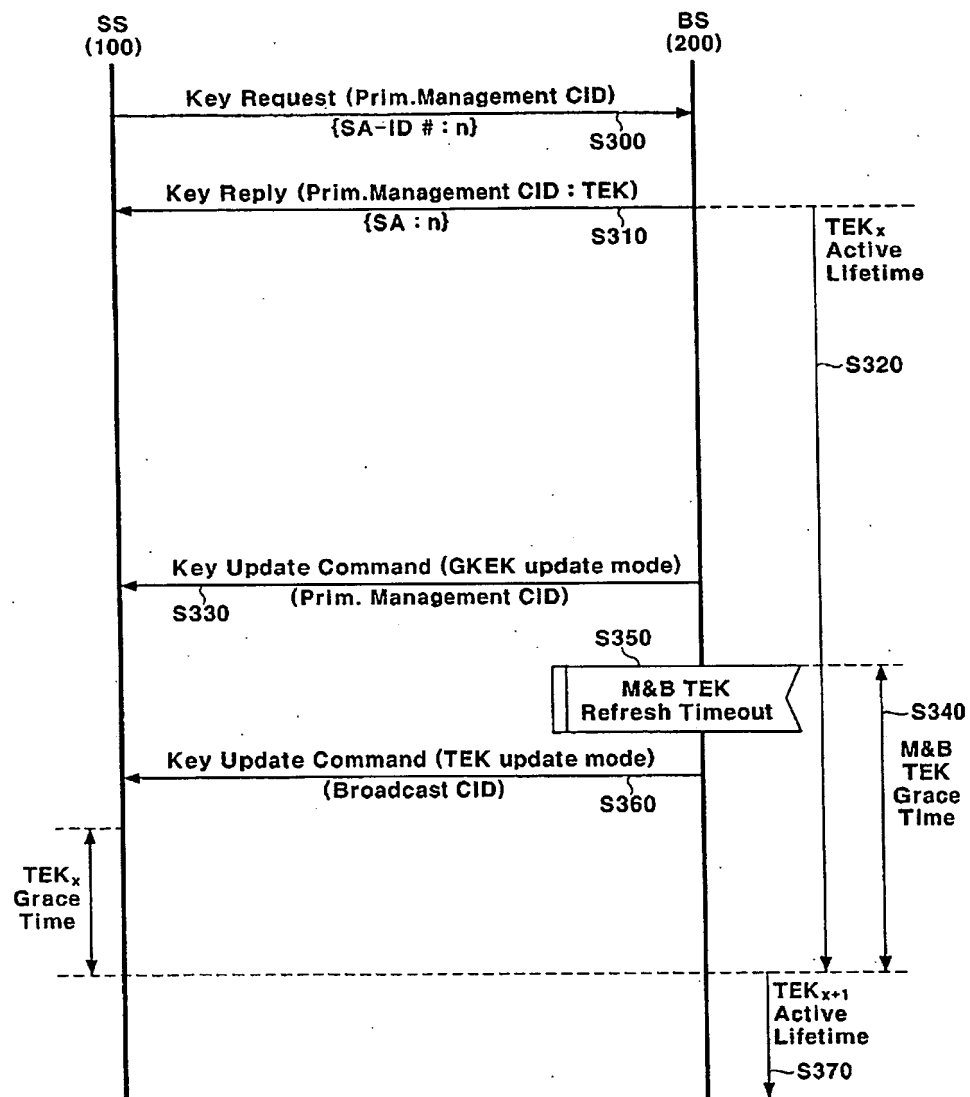 SS
(100)
BS
(200)
Key Request (Prim.Management CID)
{SA-ID # : n}
S300
Key Reply (Prim.Management CID : TEK)
{SA : n}
S310
TEKx
Active
Lifetime
S320
Key Update Command (GKEK update mode)
(Prim. Management CID)
S330
S350
M&B TEK
Refresh Timeout
S340
M&B
TEK
Grace
Time
Key Update Command (TEK update mode)
(Broadcast CID)
S360
TEKx
Grace
Time
TEKx+1
Active
Lifetime
S370